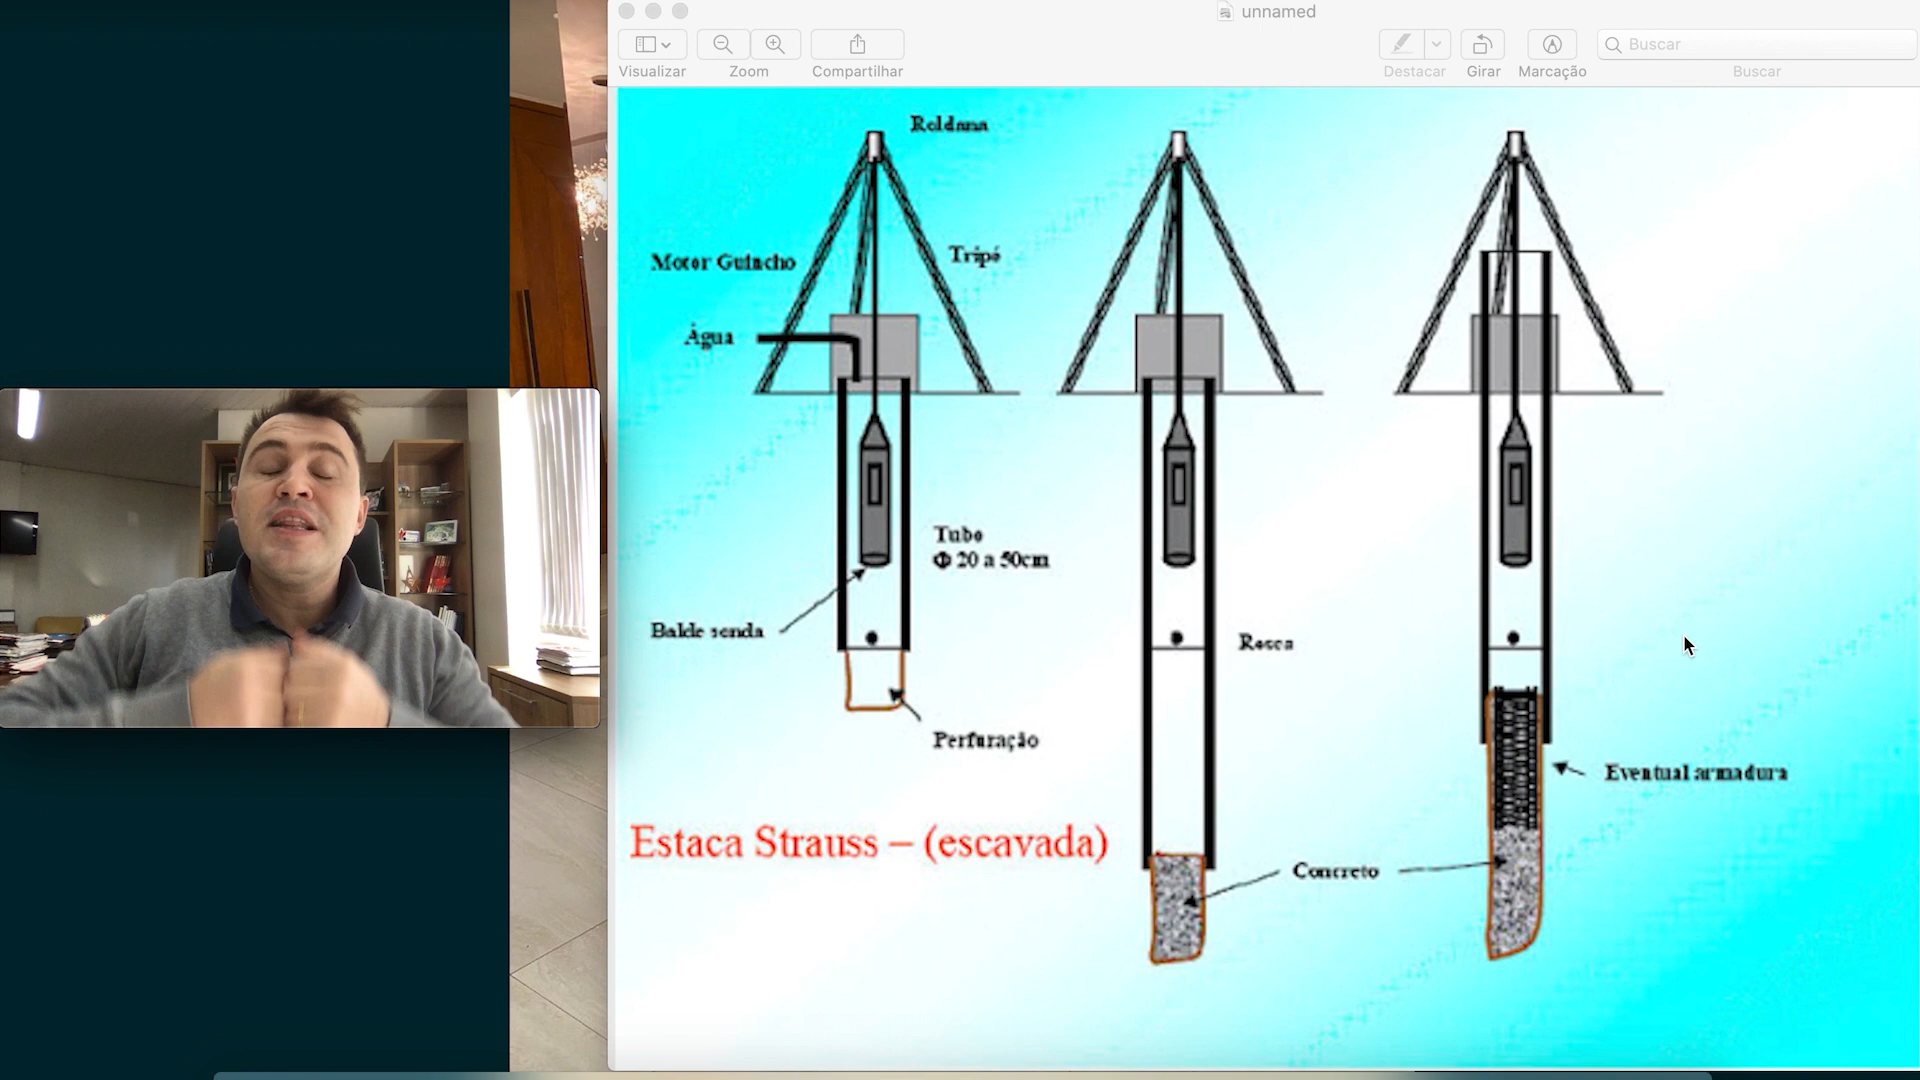 unnamed
Visualizar
Zoom
Compartilhar
Destacar
Girar
Marcação
Buscar
Buscar
Roldana
Motor Guincho
Tripé
Água
Tubo
Φ 20 a 50cm
Balde sonda
Rosca
Perfuração
Eventual armadura
Estaca Strauss – (escavada)
Concreto